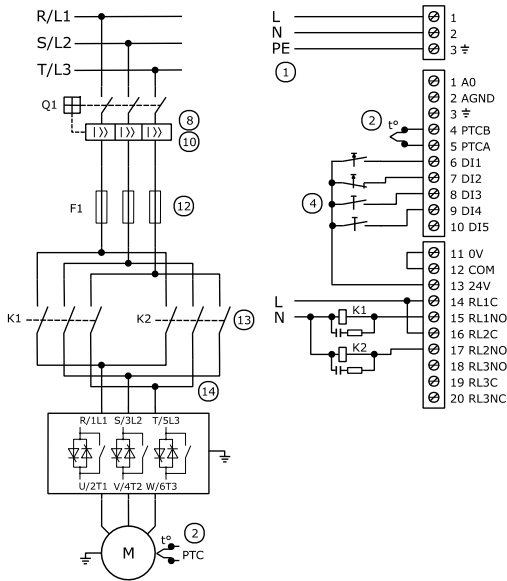 R/L1
S/L2
T/L3
Q1
8
10
F1
12
K1
K2
13
14
R/1L1 S/3L2 T/5L3
U/2T1 V/4T2 W/6T3
M
2
t°
PTC
L
N
PE
1
1
2
3
1 A0
2 AGND
3
4 PTCB
5 PTCA
6 DI1
7 DI2
8 DI3
9 DI4
10 DI5
2
t°
4
11 0V
12 COM
13 24V
14 RL1C
15 RL1NO
16 RL2C
17 RL2NO
18 RL3NO
19 RL3C
20 RL3NC
L
N
K1
K2